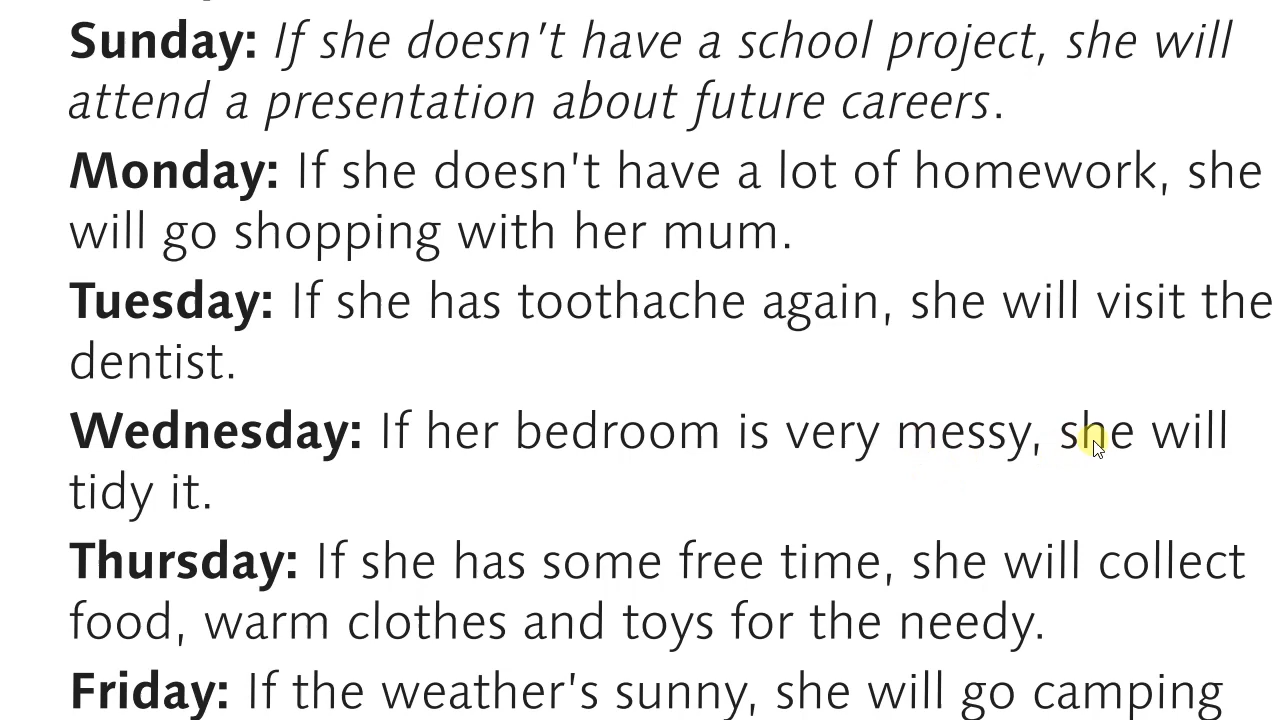 Sunday: If she doesn't have a school project, she will
attend a presentation about future careers.
Monday: If she doesn't have a lot of homework, she
will go shopping with her mum.
Tuesday: If she has toothache again, she will visit the
dentist.
Wednesday: If her bedroom is very messy, she will
tidy it.
Thursday: If she has some free time, she will collect
food, warm clothes and toys for the needy.
Friday: If the weather's sunny, she will go camping